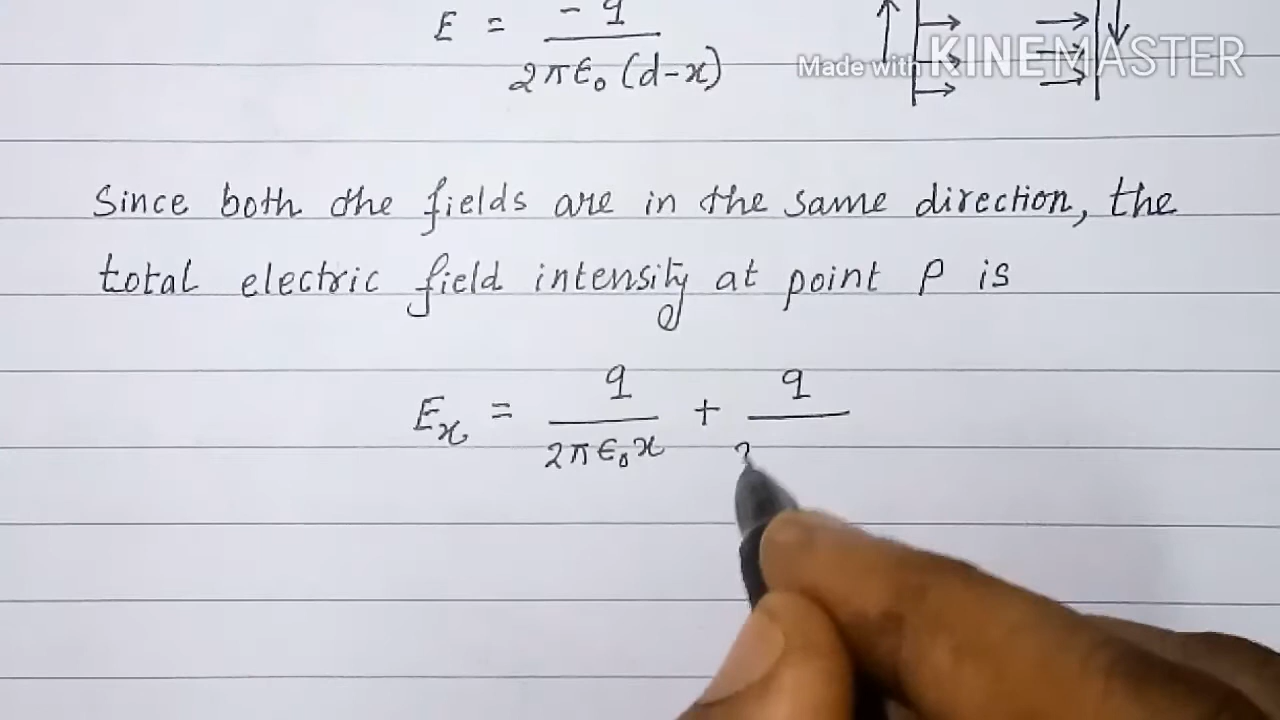 E = -q / 2πϵ₀ (d-x)
Made with KINEMASTER
Since both the fields are in the same direction, the
total electric field intensity at point P is
Eₓ = q / 2πϵ₀x + q / 2